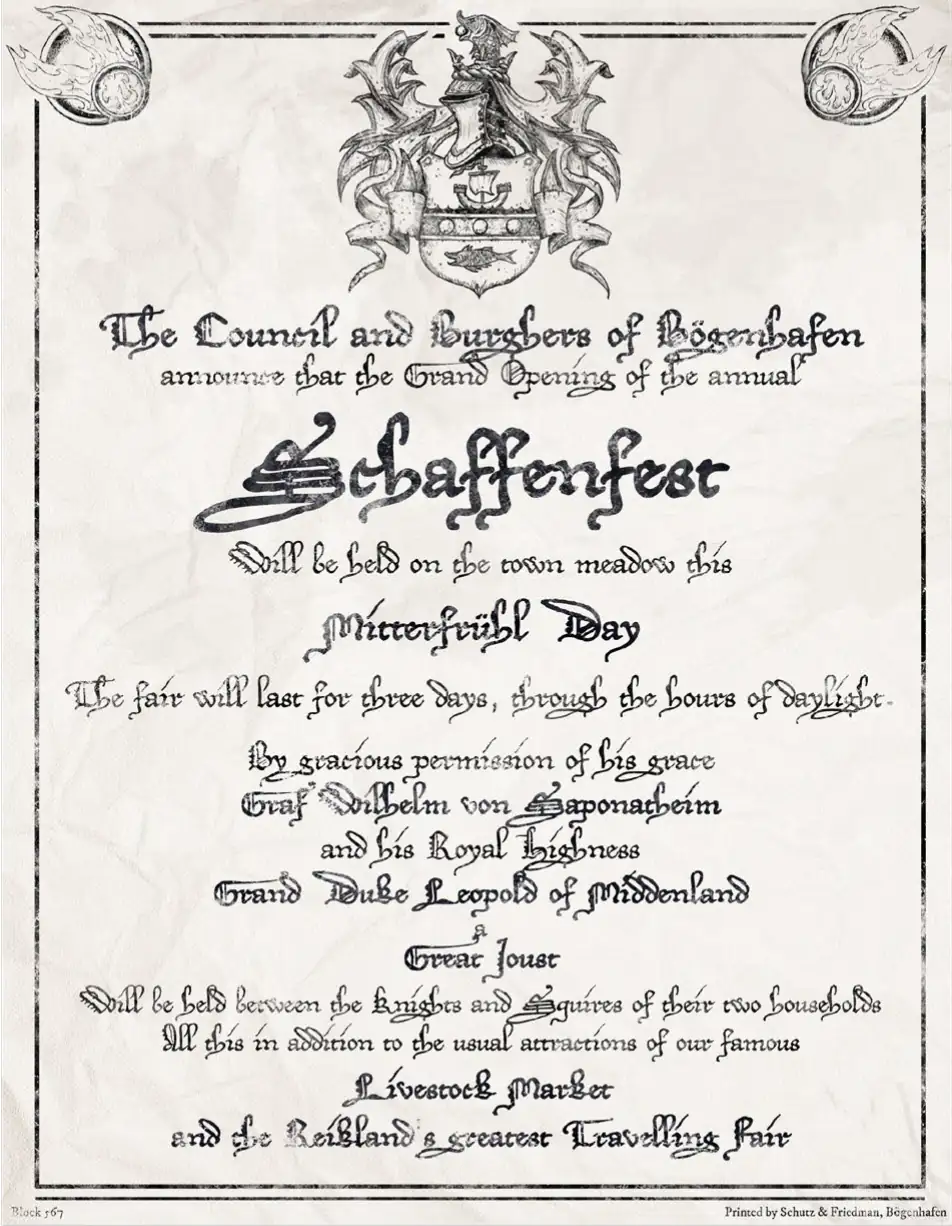 The Council and Burghers of Bögenhafen
announce that the Grand Opening of the annual
Schaffenfest
Will be held on the town meadow this
Mitterfrühl Day
The fair will last for three days, through the hours of daylight.
By gracious permission of his grace
Graf Wilhelm von Saponatheim
and his Royal Highness
Grand Duke Leopold of Middenland
a
Great Joust
Will be held between the Knights and Squires of their two households
All this in addition to the usual attractions of our famous
Livestock Market
and the Reikland's greatest Travelling Fair
Block 567
Printed by Schutz & Friedman, Bögenhafen